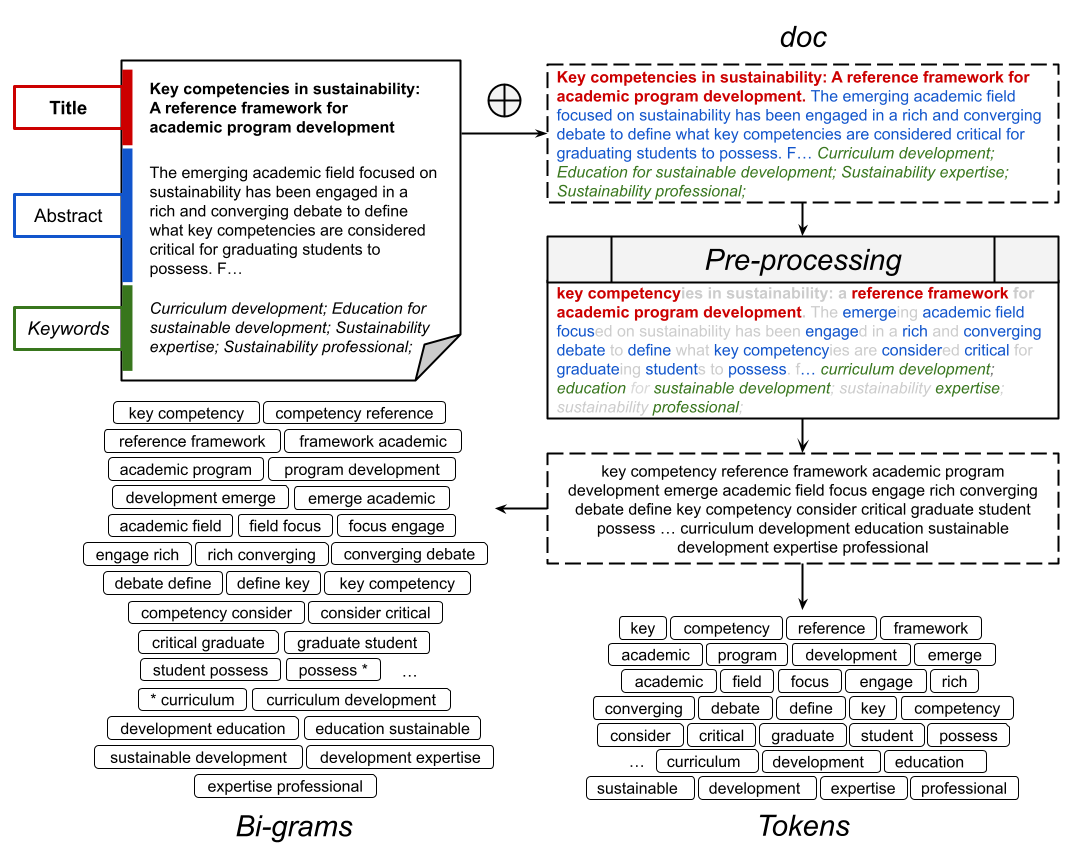 Title
Abstract
Keywords
Key competencies in sustainability:
A reference framework for
academic program development
The emerging academic field focused on
sustainability has been engaged in a
rich and converging debate to define
what key competencies are considered
critical for graduating students to
possess. F…
Curriculum development; Education for
sustainable development; Sustainability
expertise; Sustainability professional;
doc
Key competencies in sustainability: A reference framework for
academic program development. The emerging academic field
focused on sustainability has been engaged in a rich and converging
debate to define what key competencies are considered critical for
graduating students to possess. F… Curriculum development;
Education for sustainable development; Sustainability expertise;
Sustainability professional;
Pre-processing
key competencyies in sustainability: a reference framework for
academic program development. The emergeing academic field
focused on sustainability has been engaged in a rich and converging
debate to define what key competencyies are considered critical for
graduateing students to possess. f… curriculum development;
education for sustainable development; sustainability expertise;
sustainability professional;
key competency reference framework academic program
development emerge academic field focus engage rich converging
debate define key competency consider critical graduate student
possess … curriculum development education sustainable
development expertise professional
key competency competency reference
reference framework framework academic
academic program program development
development emerge emerge academic
academic field field focus focus engage
engage rich rich converging converging debate
debate define define key key competency
competency consider consider critical
critical graduate graduate student
student possess possess * …
* curriculum curriculum development
development education education sustainable
sustainable development development expertise
expertise professional
Bi-grams
key competency reference framework
academic program development emerge
academic field focus engage rich
converging debate define key competency
consider critical graduate student possess
… curriculum development education
sustainable development expertise professional
Tokens